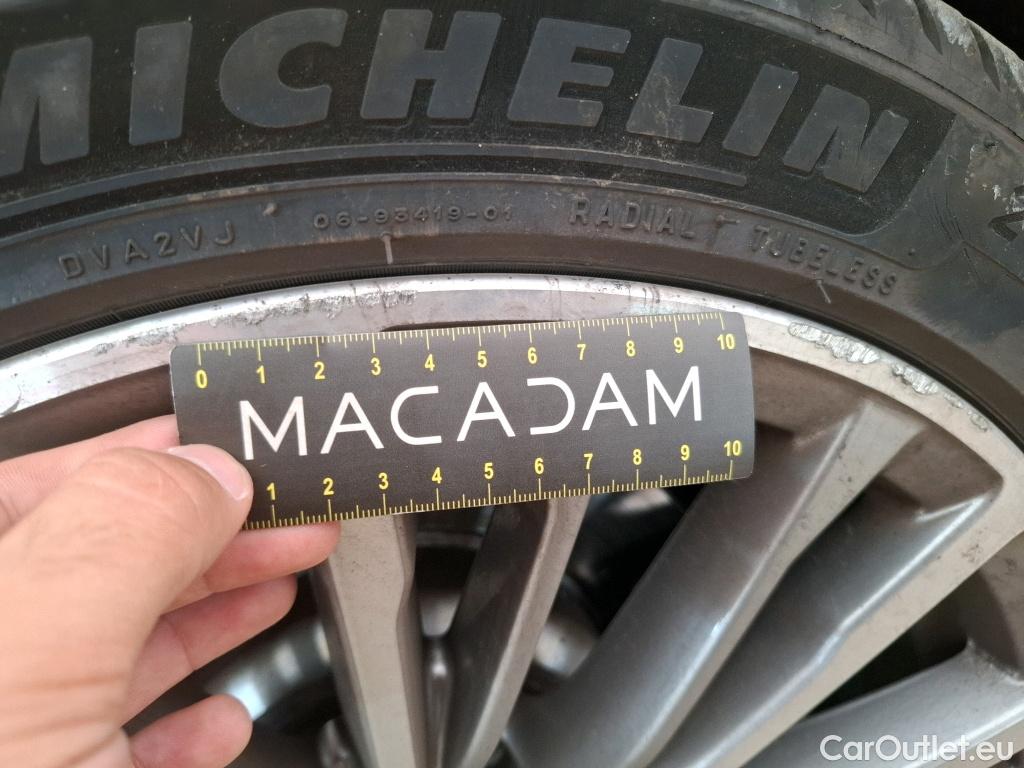 MICHELIN
DVA2VJ 06-93419-01 RADIAL TUBELESS
0 1 2 3 4 5 6 7 8 9 10
MACADAM
1 2 3 4 5 6 7 8 9 10
CarOutlet.eu